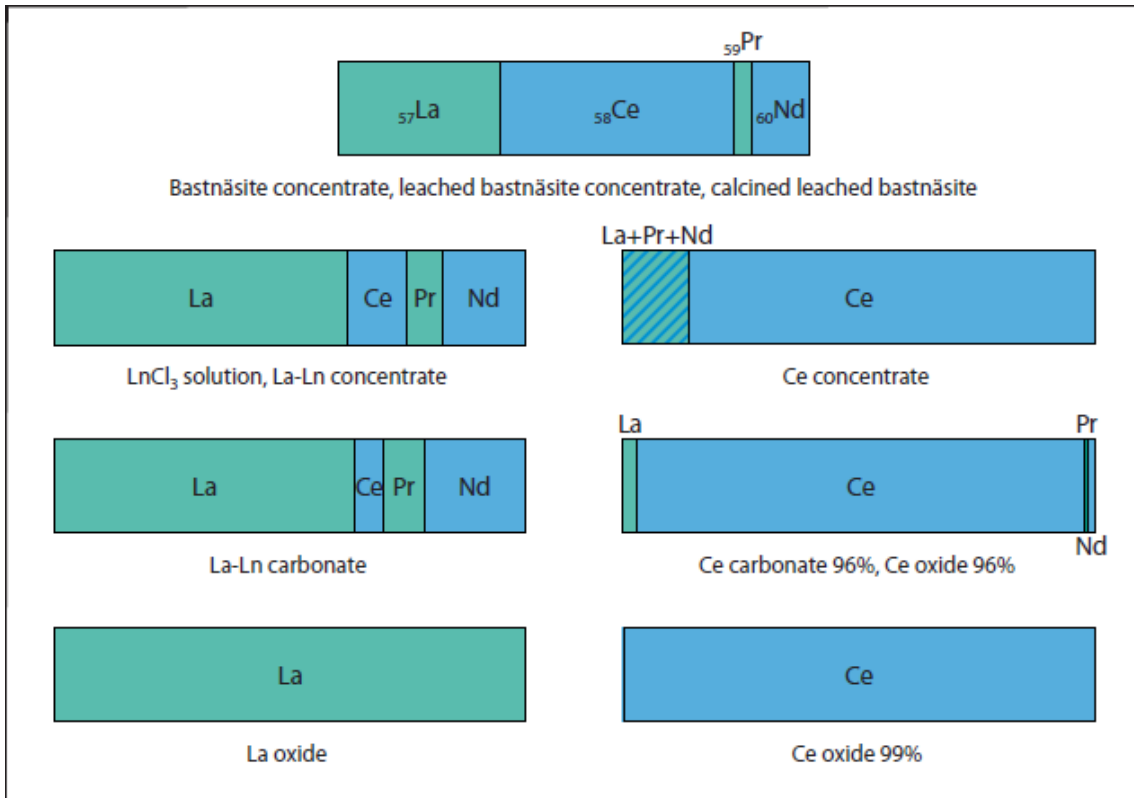 ₅₉Pr
₅₇La ₅₈Ce ₆₀Nd
Bastnäsite concentrate, leached bastnäsite concentrate, calcined leached bastnäsite
La+Pr+Nd
La Ce Pr Nd
Ce
LnCl₃ solution, La-Ln concentrate
Ce concentrate
La Pr
La Ce Pr Nd
Ce
Nd
La-Ln carbonate
Ce carbonate 96%, Ce oxide 96%
La
Ce
La oxide
Ce oxide 99%